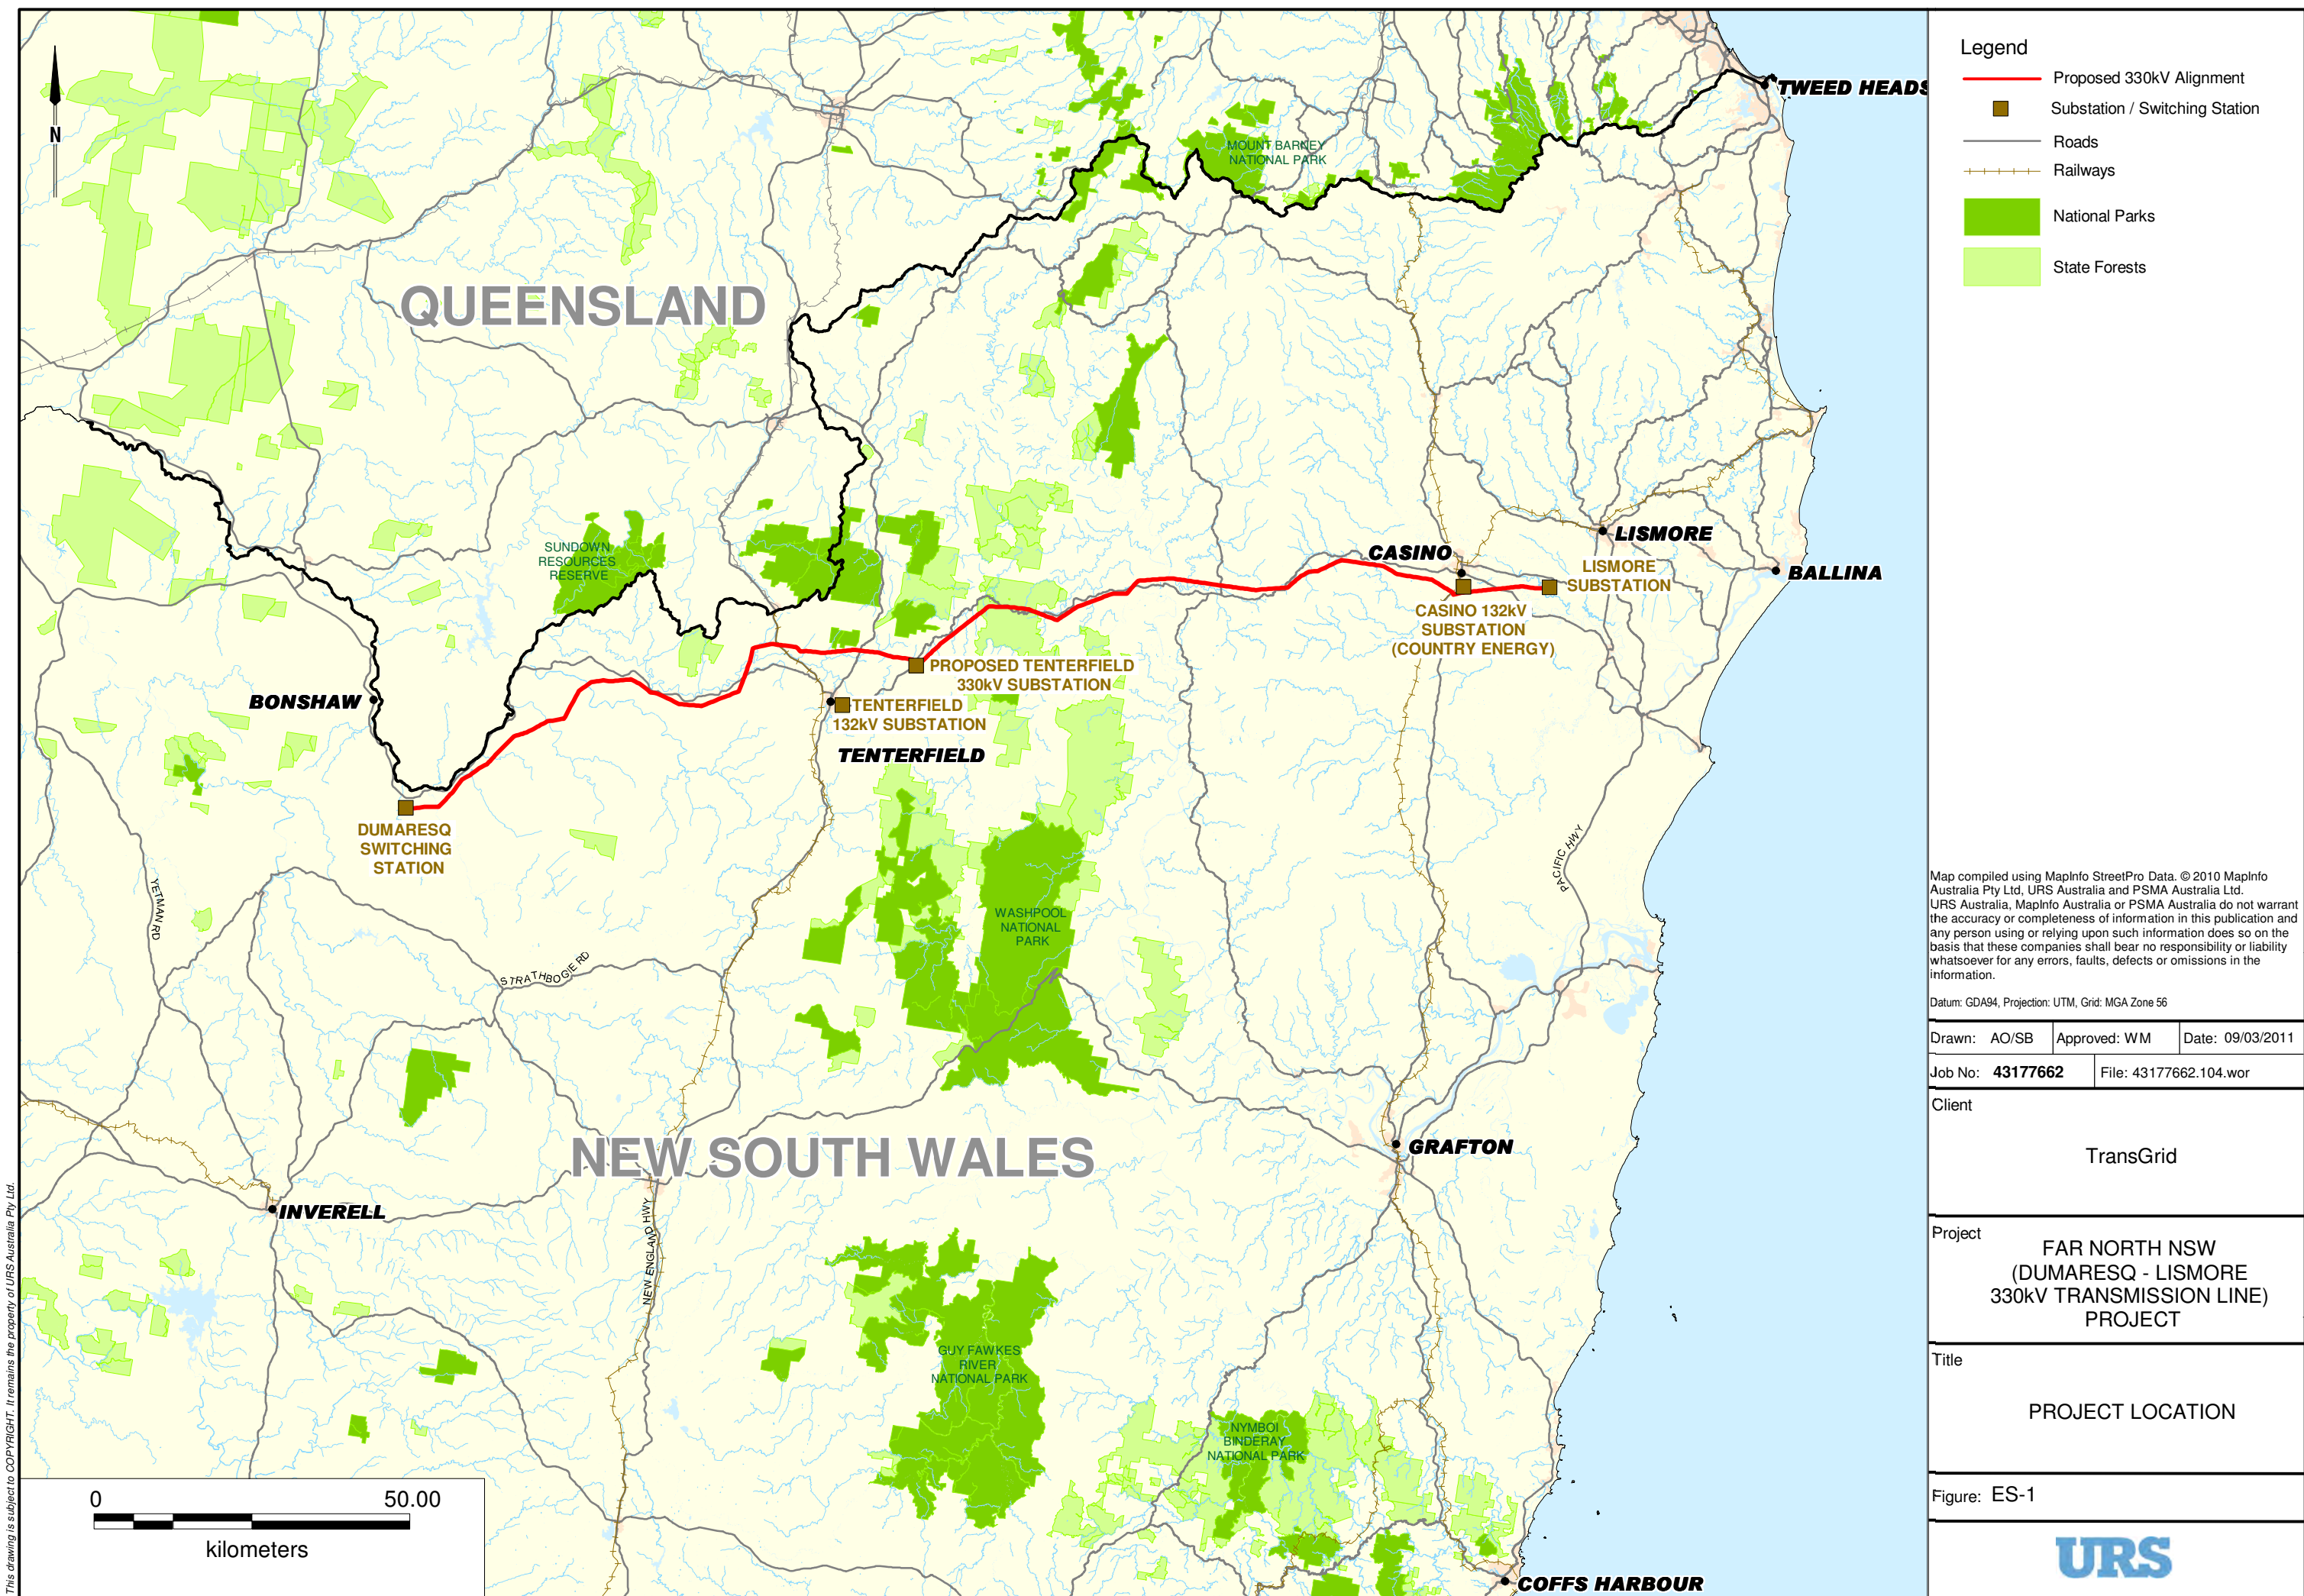 N
QUEENSLAND
NEW SOUTH WALES
TWEED HEADS
MOUNT BARNEY
NATIONAL PARK
SUNDOWN
RESOURCES
RESERVE
LISMORE
CASINO
BALLINA
LISMORE
SUBSTATION
CASINO 132kV
SUBSTATION
(COUNTRY ENERGY)
PROPOSED TENTERFIELD
330kV SUBSTATION
BONSHAW
TENTERFIELD
132kV SUBSTATION
TENTERFIELD
DUMARESQ
SWITCHING
STATION
YETMAN RD
STRATHBOGIE RD
PACIFIC HWY
WASHPOOL
NATIONAL
PARK
GRAFTON
INVERELL
NEW ENGLAND HWY
GUY FAWKES
RIVER
NATIONAL PARK
NYMBOI
BINDERAY
NATIONAL PARK
COFFS HARBOUR
0 50.00
kilometers
This drawing is subject to COPYRIGHT. It remains the property of URS Australia Pty Ltd.
Legend
Proposed 330kV Alignment
Substation / Switching Station
Roads
Railways
National Parks
State Forests
Map compiled using MapInfo StreetPro Data. © 2010 MapInfo
Australia Pty Ltd, URS Australia and PSMA Australia Ltd.
URS Australia, MapInfo Australia or PSMA Australia do not warrant
the accuracy or completeness of information in this publication and
any person using or relying upon such information does so on the
basis that these companies shall bear no responsibility or liability
whatsoever for any errors, faults, defects or omissions in the
information.
Datum: GDA94, Projection: UTM, Grid: MGA Zone 56
Drawn: AO/SB Approved: WM Date: 09/03/2011
Job No: 43177662 File: 43177662.104.wor
Client
TransGrid
Project
FAR NORTH NSW
(DUMARESQ - LISMORE
330kV TRANSMISSION LINE)
PROJECT
Title
PROJECT LOCATION
Figure: ES-1
URS